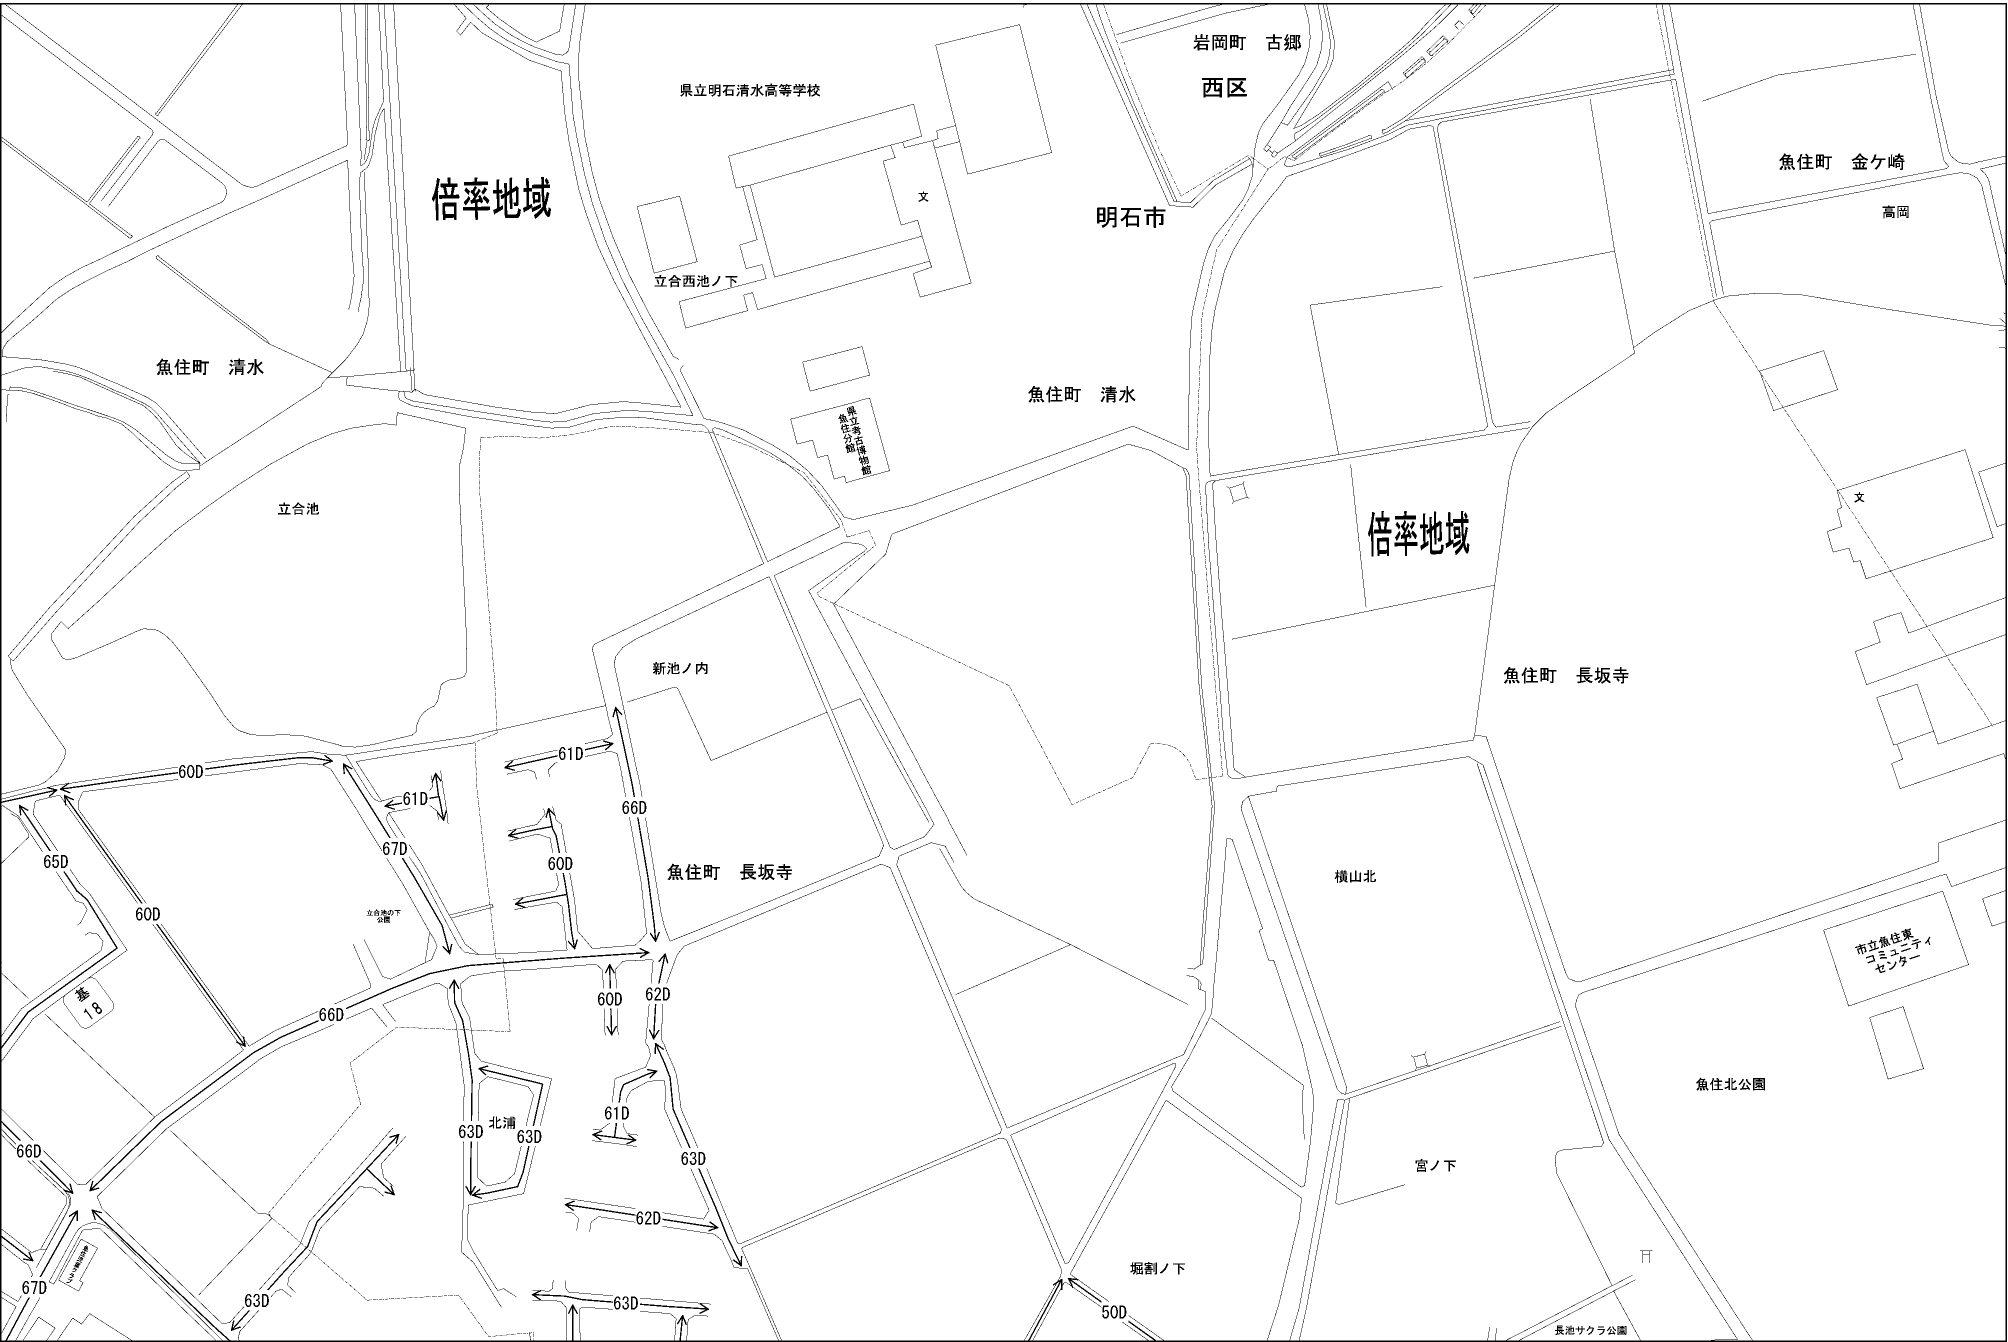 岩岡町　古郷
西区
県立明石清水高等学校
魚住町　金ケ崎
倍率地域
文
高岡
明石市
立合西池ノ下
魚住町　清水
魚住町　清水
県立考古博物館
魚住分館
立合池
文
倍率地域
新池ノ内
魚住町　長坂寺
61D
60D
61D
66D
67D
65D
60D
魚住町　長坂寺
横山北
60D
立合池の下
公園
市立魚住東
コミュニティ
センター
基
18
60D
62D
66D
魚住北公園
61D
北浦
63D
63D
66D
63D
宮ノ下
62D
堀割ノ下
67D
63D
63D
50D
長池サクラ公園